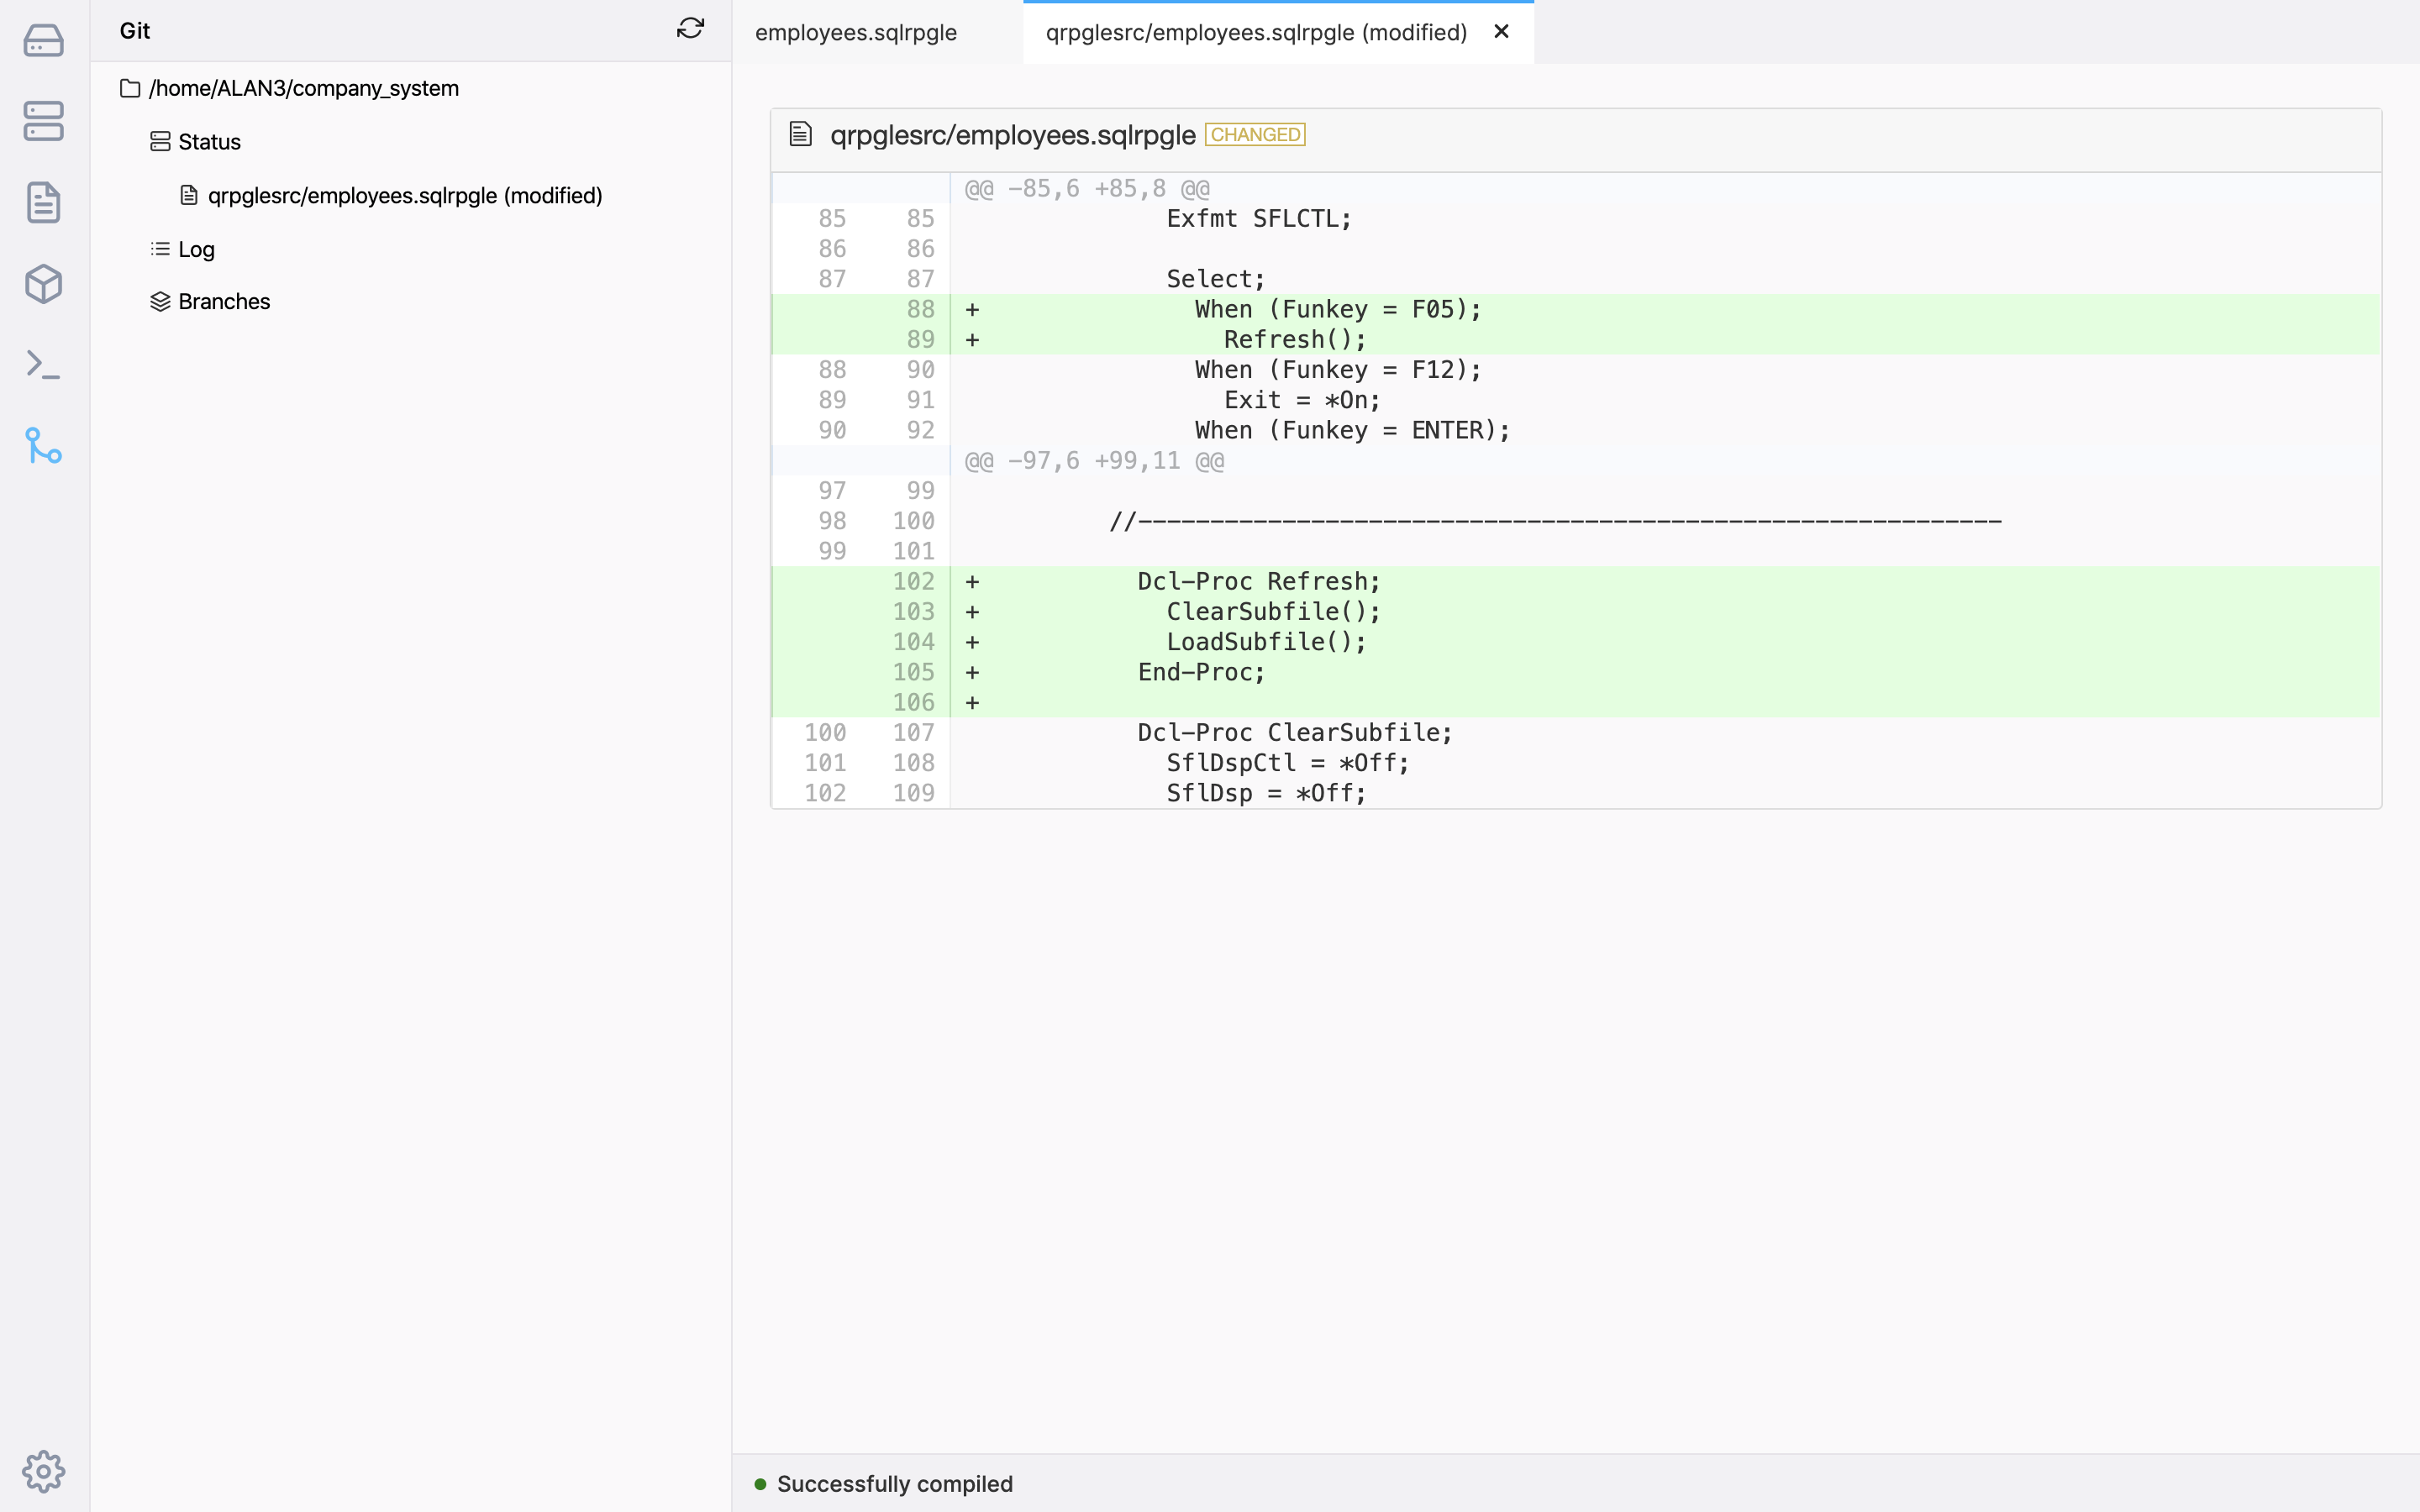 Git
/home/ALAN3/company_system
Status
qrpglesrc/employees.sqlrpgle (modified)
Log
Branches
employees.sqlrpgle
qrpglesrc/employees.sqlrpgle (modified) ✕
qrpglesrc/employees.sqlrpgle CHANGED
@@ -85,6 +85,8 @@
85 85 Exfmt SFLCTL;
86 86
87 87 Select;
88 + When (Funkey = F05);
89 + Refresh();
88 90 When (Funkey = F12);
89 91 Exit = *On;
90 92 When (Funkey = ENTER);
@@ -97,6 +99,11 @@
97 99
98 100 //------------------------------------------------------------
99 101
102 + Dcl-Proc Refresh;
103 + ClearSubfile();
104 + LoadSubfile();
105 + End-Proc;
106 +
100 107 Dcl-Proc ClearSubfile;
101 108 SflDspCtl = *Off;
102 109 SflDsp = *Off;
Successfully compiled